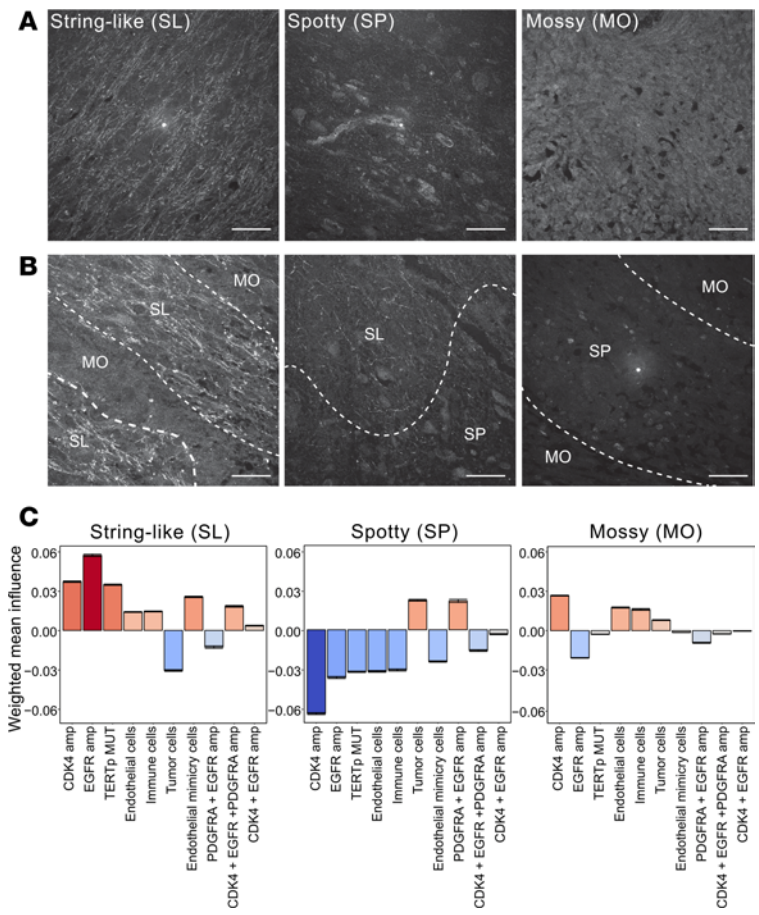 A
String-like (SL)
Spotty (SP)
Mossy (MO)
B
MO
SL
MO
SL
SL
SP
MO
SP
MO
C
String-like (SL)
Spotty (SP)
Mossy (MO)
Weighted mean influence
0.06
0.03
0.00
−0.03
−0.06
0.06
0.03
0.00
−0.03
−0.06
0.06
0.03
0.00
−0.03
−0.06
CDK4 amp
EGFR amp
TERTp MUT
Endothelial cells
Immune cells
Tumor cells
Endothelial mimicry cells
PDGFRA + EGFR amp
CDK4 + EGFR +PDGFRA amp
CDK4 + EGFR amp
CDK4 amp
EGFR amp
TERTp MUT
Endothelial cells
Immune cells
Tumor cells
Endothelial mimicry cells
PDGFRA + EGFR amp
CDK4 + EGFR +PDGFRA amp
CDK4 + EGFR amp
CDK4 amp
EGFR amp
TERTp MUT
Endothelial cells
Immune cells
Tumor cells
Endothelial mimicry cells
PDGFRA + EGFR amp
CDK4 + EGFR +PDGFRA amp
CDK4 + EGFR amp